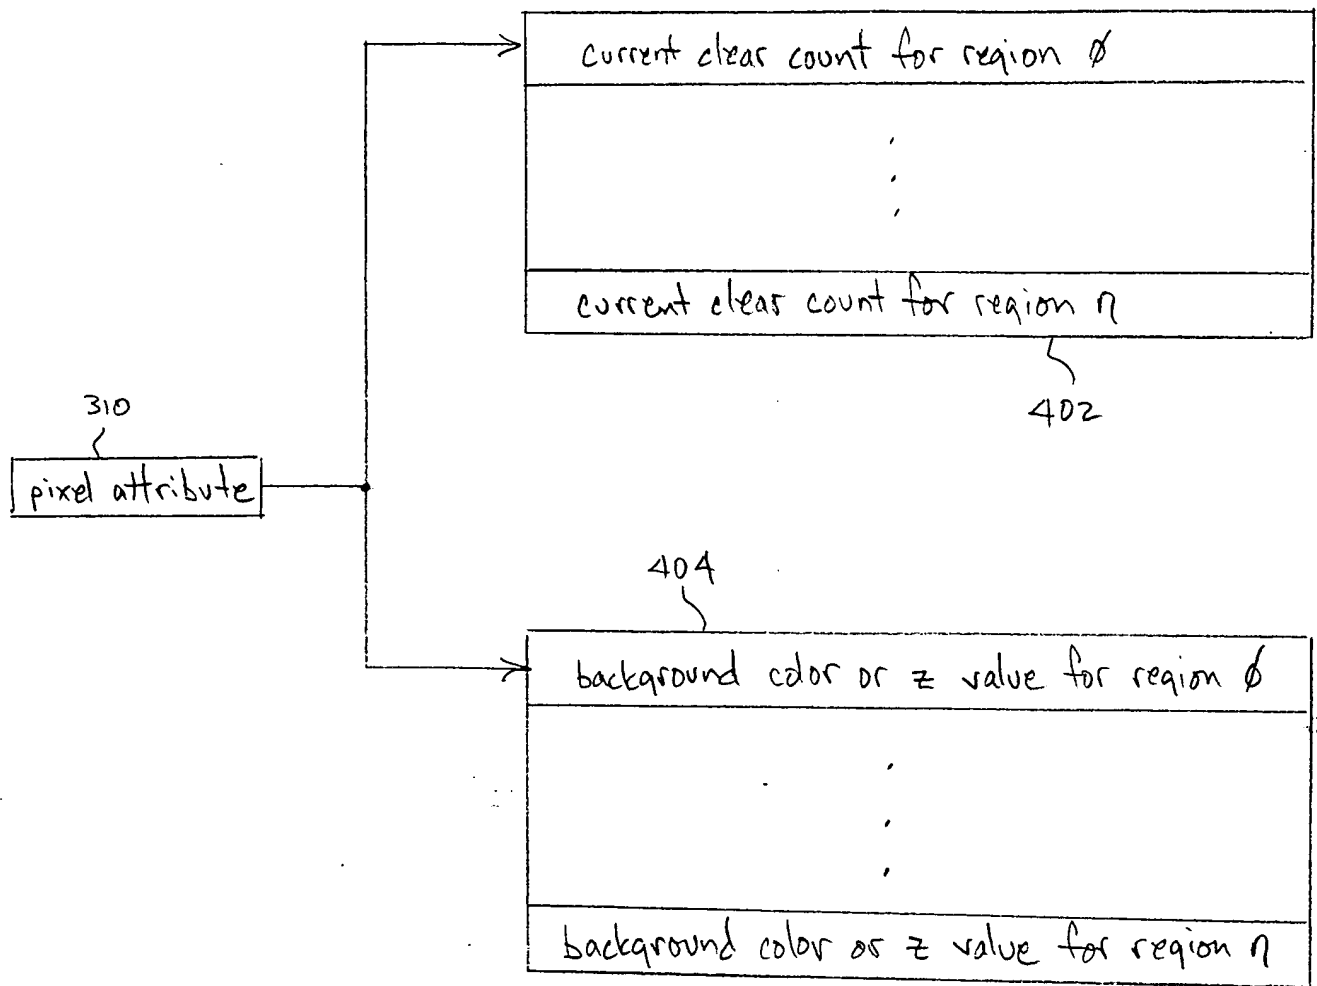 current clear count for region ϕ
.
.
.
current clear count for region n
402
310
pixel attribute
404
background color or z value for region ϕ
.
.
.
background color or z value for region n